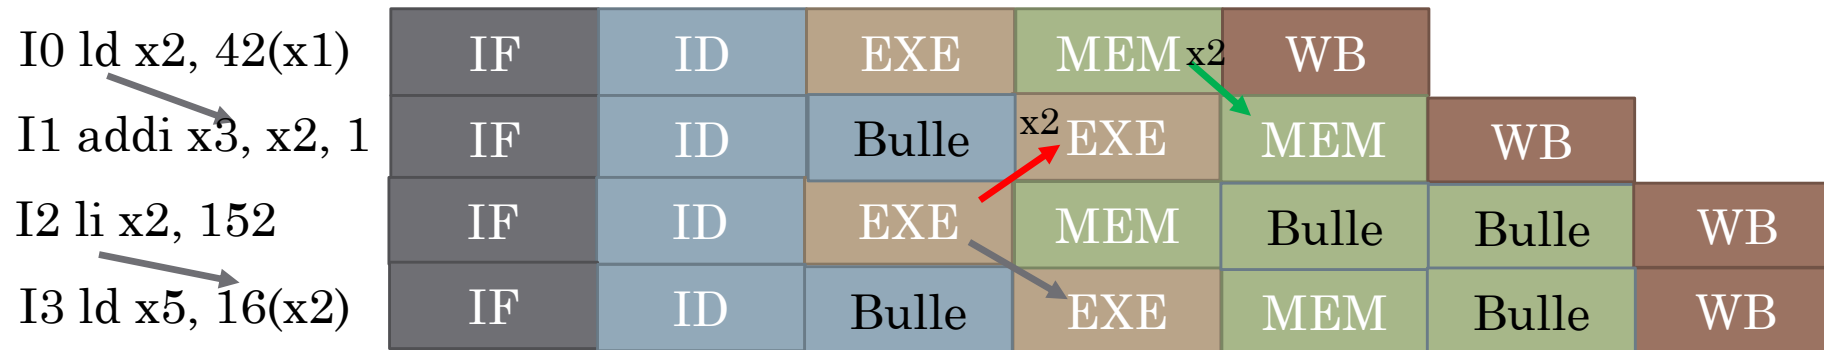 I0 ld x2, 42(x1) IF ID EXE MEM x2 WB
I1 addi x3, x2, 1 IF ID Bulle x2 EXE MEM WB
I2 li x2, 152 IF ID EXE MEM Bulle Bulle WB
I3 ld x5, 16(x2) IF ID Bulle EXE MEM Bulle WB